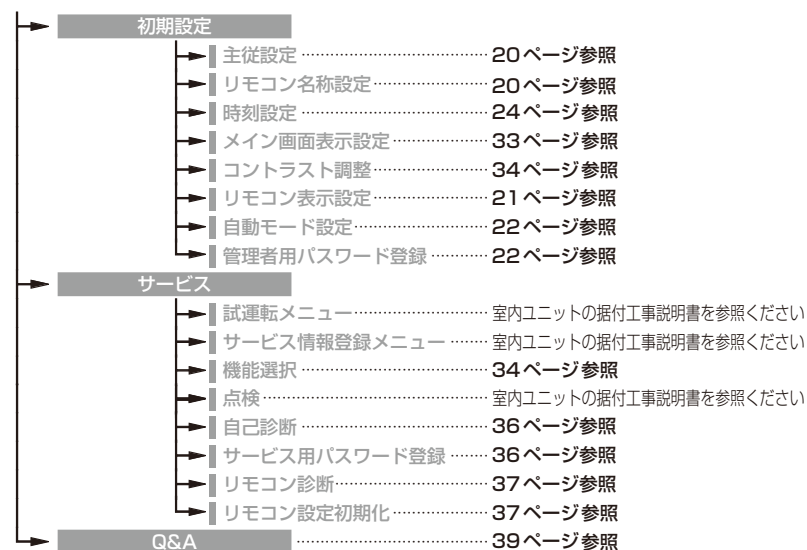 初期設定
主従設定 ………………………… 20ページ参照
リモコン名称設定 ………………………… 20ページ参照
時刻設定 ………………………… 24ページ参照
メイン画面表示設定 ………………………… 33ページ参照
コントラスト調整 ………………………… 34ページ参照
リモコン表示設定 ………………………… 21ページ参照
自動モード設定 ………………………… 22ページ参照
管理者用パスワード登録 ………… 22ページ参照
サービス
試運転メニュー ………………………… 室内ユニットの据付工事説明書を参照ください
サービス情報登録メニュー ……… 室内ユニットの据付工事説明書を参照ください
機能選択 ………………………… 34ページ参照
点検 ………………………… 室内ユニットの据付工事説明書を参照ください
自己診断 ………………………… 36ページ参照
サービス用パスワード登録 ……… 36ページ参照
リモコン診断 ………………………… 37ページ参照
リモコン設定初期化 ………………… 37ページ参照
Q&A ………………………… 39ページ参照